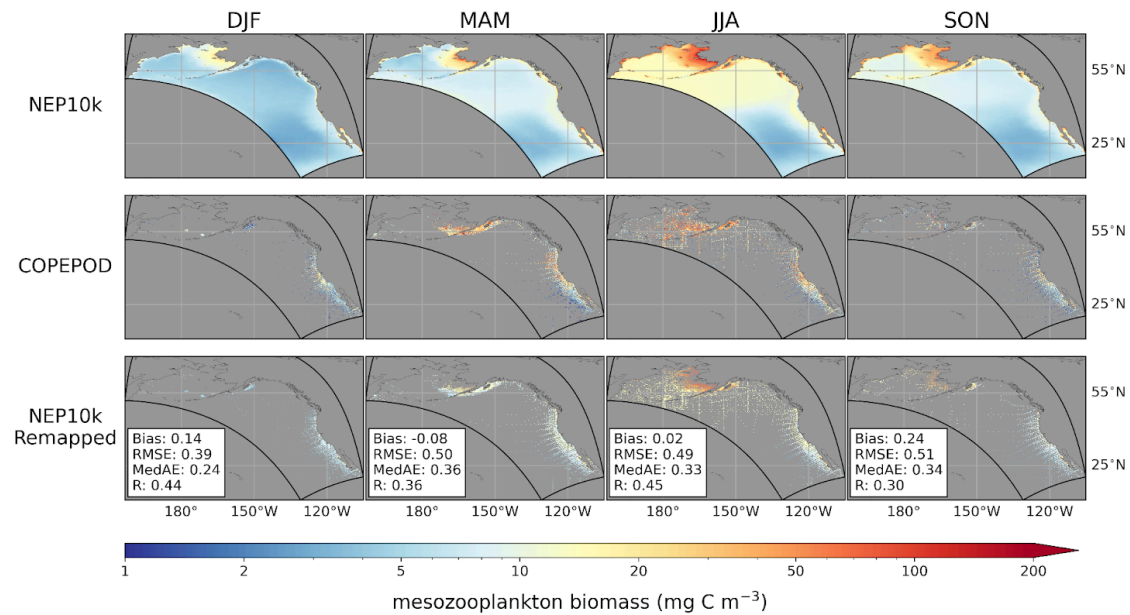 DJF MAM JJA SON
NEP10k
55°N
25°N
COPEPOD
55°N
25°N
NEP10k
Remapped
55°N
25°N
Bias: 0.14
RMSE: 0.39
MedAE: 0.24
R: 0.44
Bias: -0.08
RMSE: 0.50
MedAE: 0.36
R: 0.36
Bias: 0.02
RMSE: 0.49
MedAE: 0.33
R: 0.45
Bias: 0.24
RMSE: 0.51
MedAE: 0.34
R: 0.30
180° 150°W 120°W 180° 150°W 120°W 180° 150°W 120°W 180° 150°W 120°W
1 2 5 10 20 50 100 200
mesozooplankton biomass (mg C m⁻³)